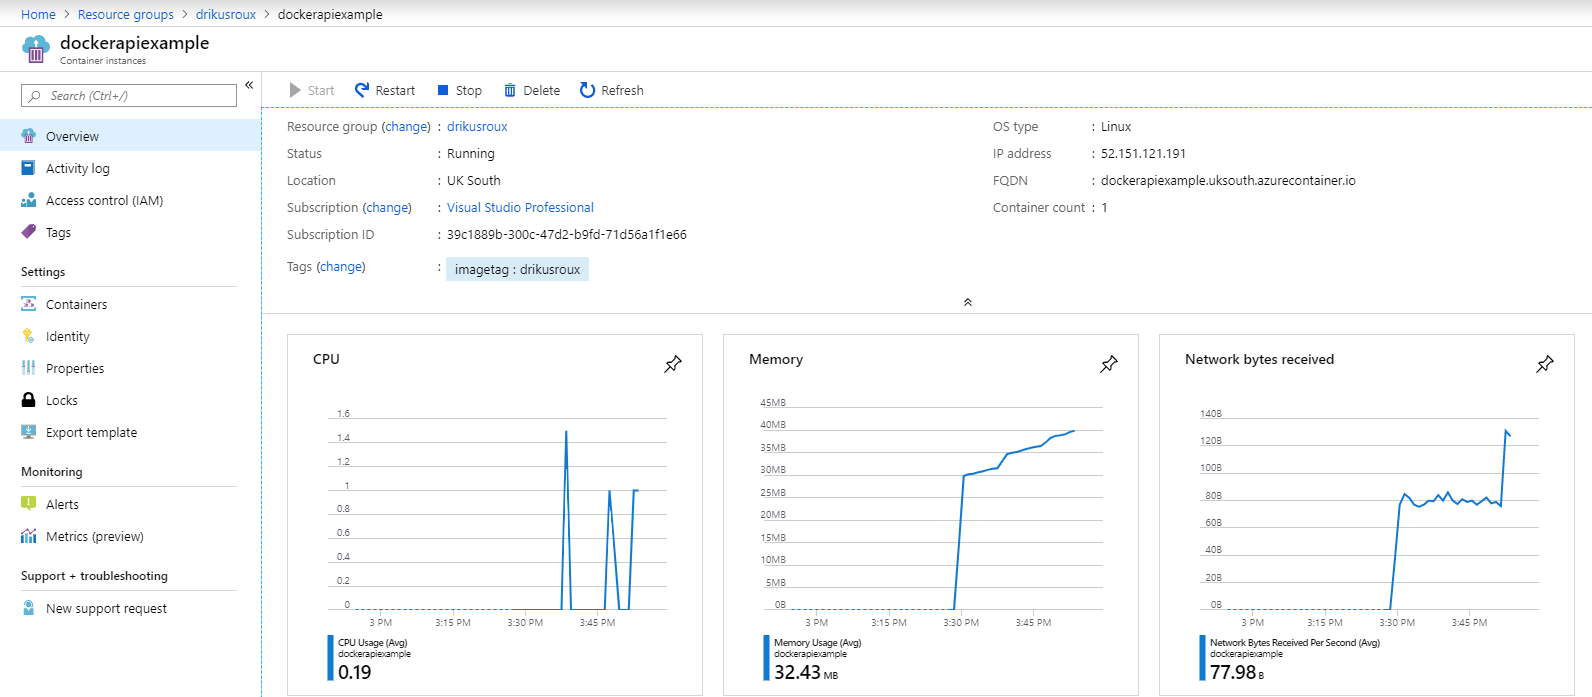 Home > Resource groups > drikusroux > dockerapiexample
dockerapiexample
Container instances
Search (Ctrl+/)
«
Overview
Activity log
Access control (IAM)
Tags
Settings
Containers
Identity
Properties
Locks
Export template
Monitoring
Alerts
Metrics (preview)
Support + troubleshooting
New support request
Start Restart Stop Delete Refresh
Resource group (change) : drikusroux
Status : Running
Location : UK South
Subscription (change) : Visual Studio Professional
Subscription ID : 39c1889b-300c-47d2-b9fd-71d56a1f1e66
Tags (change) : imagetag : drikusroux
OS type : Linux
IP address : 52.151.121.191
FQDN : dockerapiexample.uksouth.azurecontainer.io
Container count : 1
CPU
1.6
1.4
1.2
1
0.8
0.6
0.4
0.2
0
3 PM 3:15 PM 3:30 PM 3:45 PM
CPU Usage (Avg)
dockerapiexample
0.19
Memory
45MB
40MB
35MB
30MB
25MB
20MB
15MB
10MB
5MB
0B
3 PM 3:15 PM 3:30 PM 3:45 PM
Memory Usage (Avg)
dockerapiexample
32.43 MB
Network bytes received
140B
120B
100B
80B
60B
40B
20B
0B
3 PM 3:15 PM 3:30 PM 3:45 PM
Network Bytes Received Per Second (Avg)
dockerapiexample
77.98 B